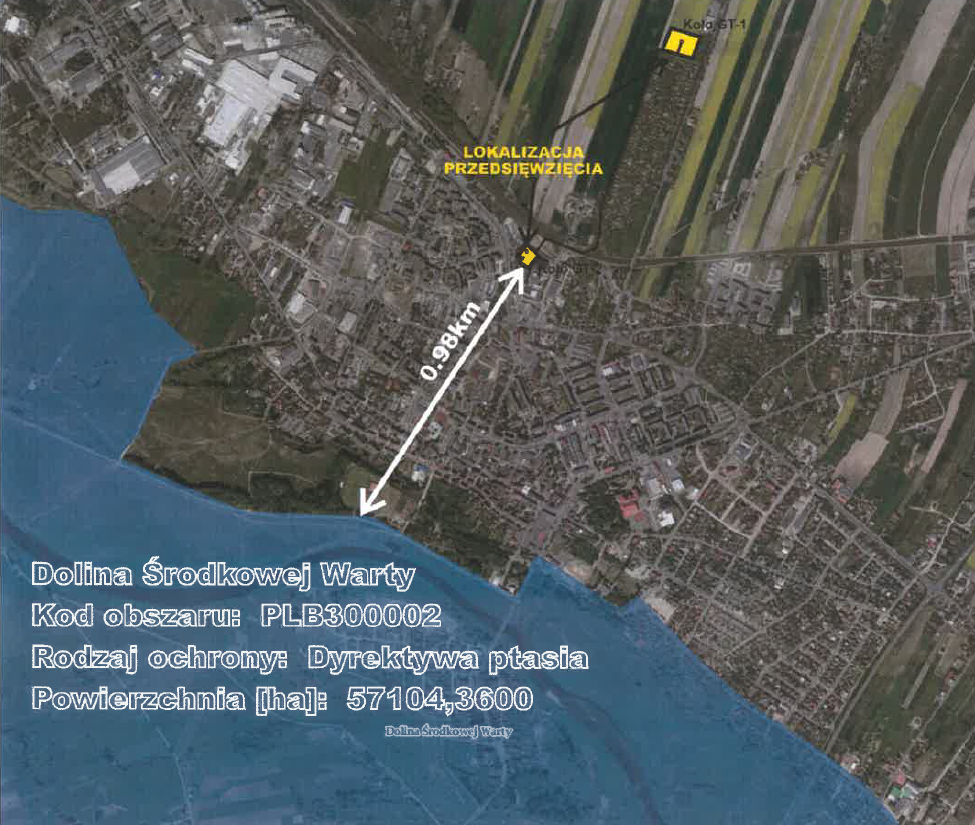 Koło GT-1
LOKALIZACJA
PRZEDSIĘWZIĘCIA
0.98km
Dolina Środkowej Warty
Kod obszaru: PLB300002
Rodzaj ochrony: Dyrektywa ptasia
Powierzchnia [ha]: 57104,3600
Dolina Środkowej Warty